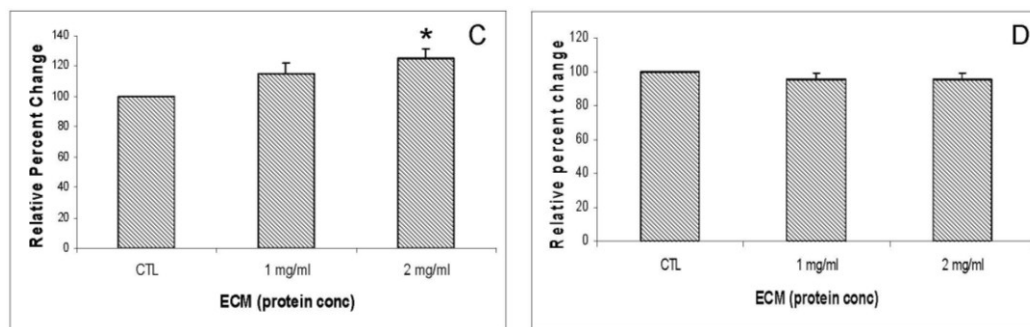 C
Relative Percent Change
140
120
100
80
60
40
20
0
*
CTL
1 mg/ml
2 mg/ml
ECM (protein conc)
D
Relative percent change
120
100
80
60
40
20
0
CTL
1 mg/ml
2 mg/ml
ECM (protein conc)